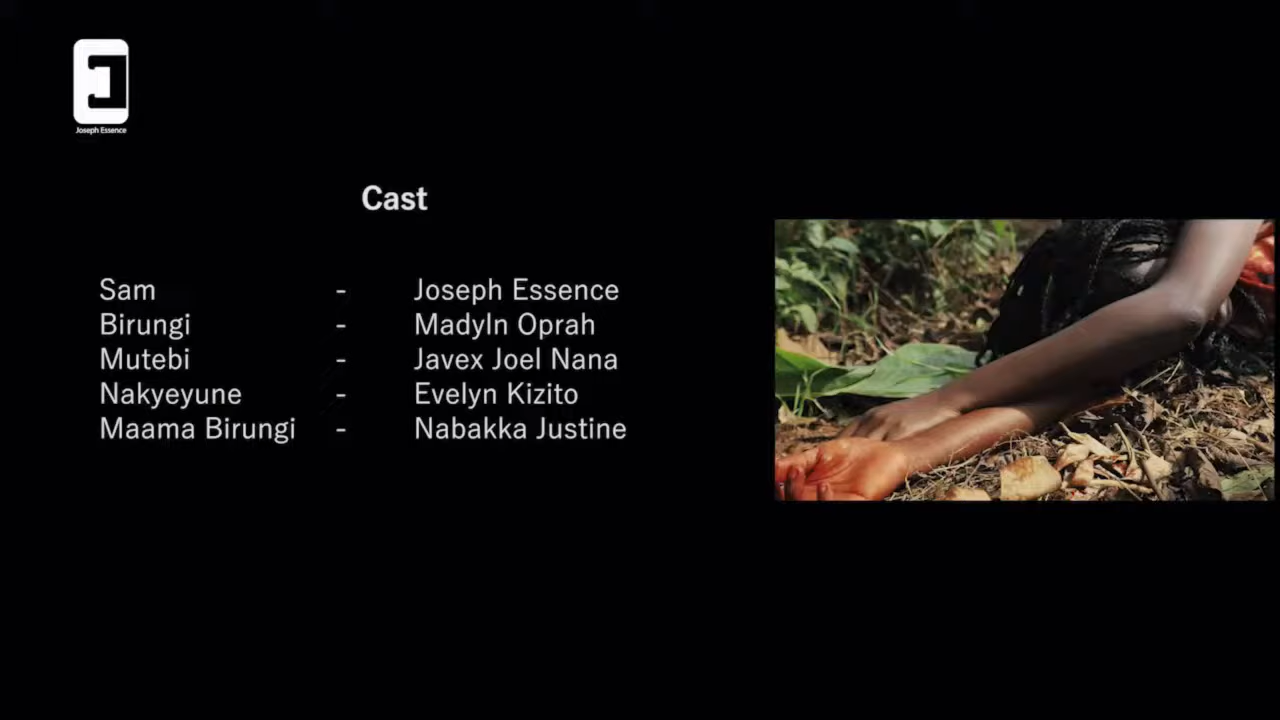 Joseph Essence
Cast
Sam - Joseph Essence
Birungi - Madyln Oprah
Mutebi - Javex Joel Nana
Nakyeyune - Evelyn Kizito
Maama Birungi - Nabakka Justine